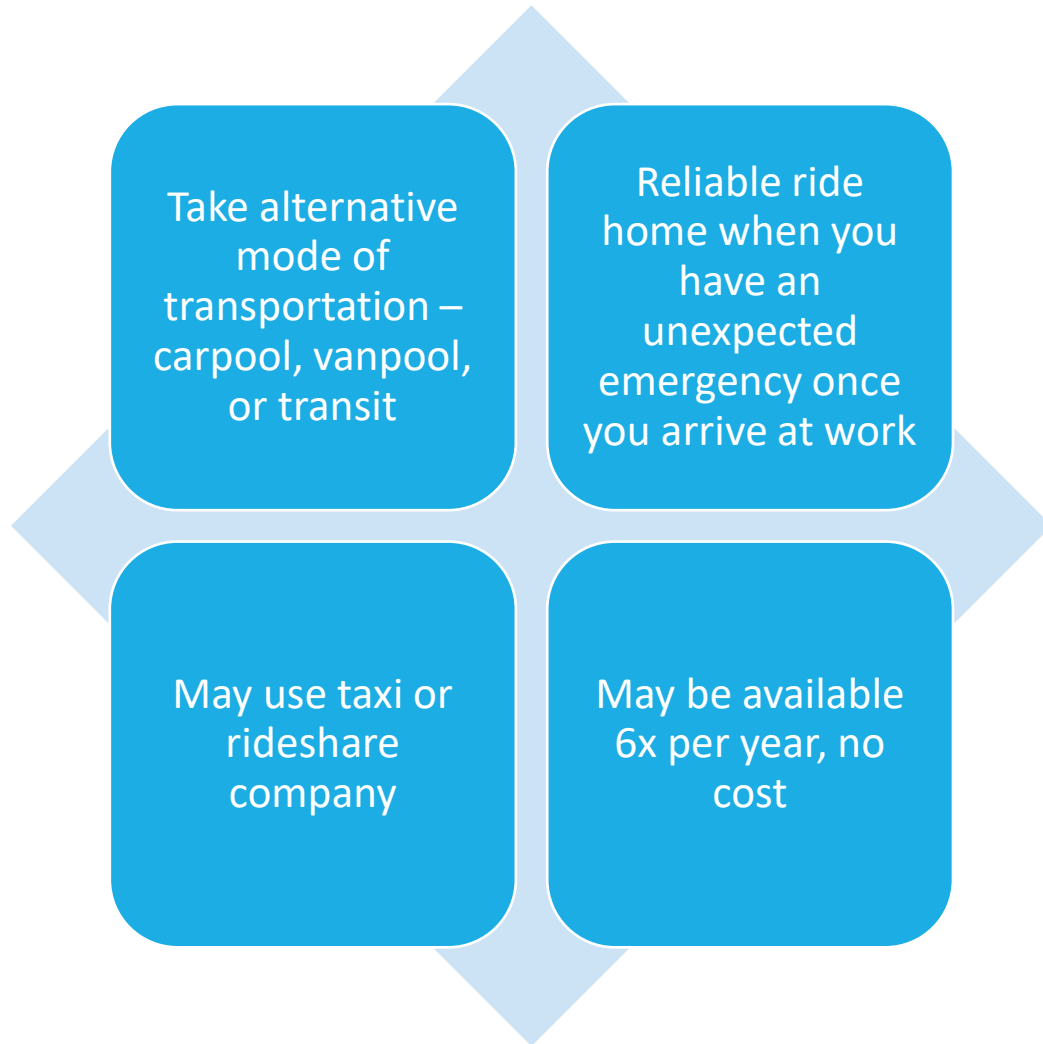 Take alternative
mode of
transportation –
carpool, vanpool,
or transit
Reliable ride
home when you
have an
unexpected
emergency once
you arrive at work
May use taxi or
rideshare
company
May be available
6x per year, no
cost